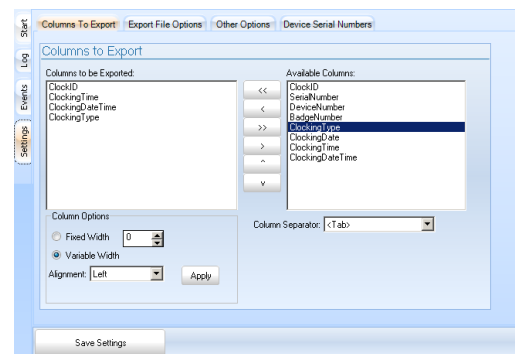 Start
Log
Events
Settings
Columns To Export Export File Options Other Options Device Serial Numbers
Columns to Export
Columns to be Exported:
ClockID
ClockingTime
ClockingDateTime
ClockingType
<<
<
>>
>
^
v
Available Columns:
ClockID
SerialNumber
DeviceNumber
BadgeNumber
ClockingType
ClockingDate
ClockingTime
ClockingDateTime
Column Options
Fixed Width 0
Variable Width
Alignment: Left Apply
Column Separator: <Tab>
Save Settings